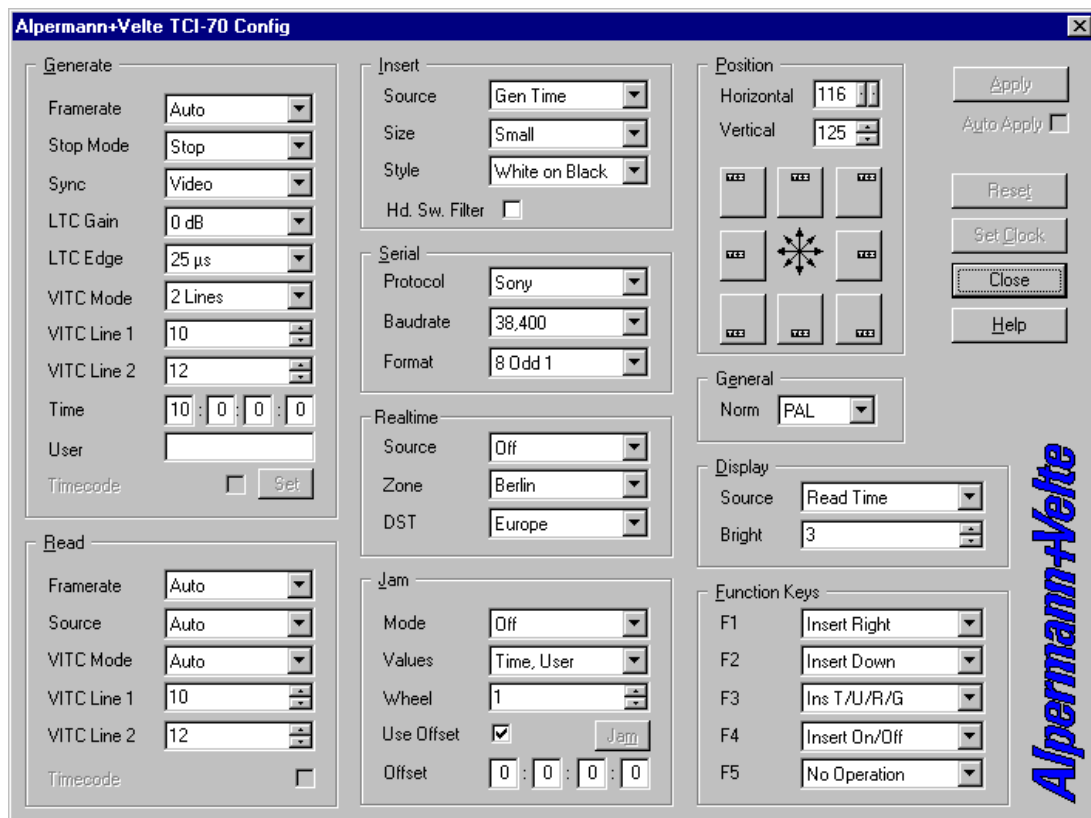 Alpermann+Velte TCI-70 Config
Generate
Framerate Auto
Stop Mode Stop
Sync Video
LTC Gain 0 dB
LTC Edge 25 µs
VITC Mode 2 Lines
VITC Line 1 10
VITC Line 2 12
Time 10 : 0 : 0 : 0
User
Timecode Set
Read
Framerate Auto
Source Auto
VITC Mode Auto
VITC Line 1 10
VITC Line 2 12
Timecode
Insert
Source Gen Time
Size Small
Style White on Black
Hd. Sw. Filter
Serial
Protocol Sony
Baudrate 38,400
Format 8 Odd 1
Realtime
Source Off
Zone Berlin
DST Europe
Jam
Mode Off
Values Time, User
Wheel 1
Use Offset Jam
Offset 0 : 0 : 0 : 0
Position
Horizontal 116
Vertical 125
General
Norm PAL
Display
Source Read Time
Bright 3
Function Keys
F1 Insert Right
F2 Insert Down
F3 Ins T/U/R/G
F4 Insert On/Off
F5 No Operation
Apply
Auto Apply
Reset
Set Clock
Close
Help
Alpermann+Velte